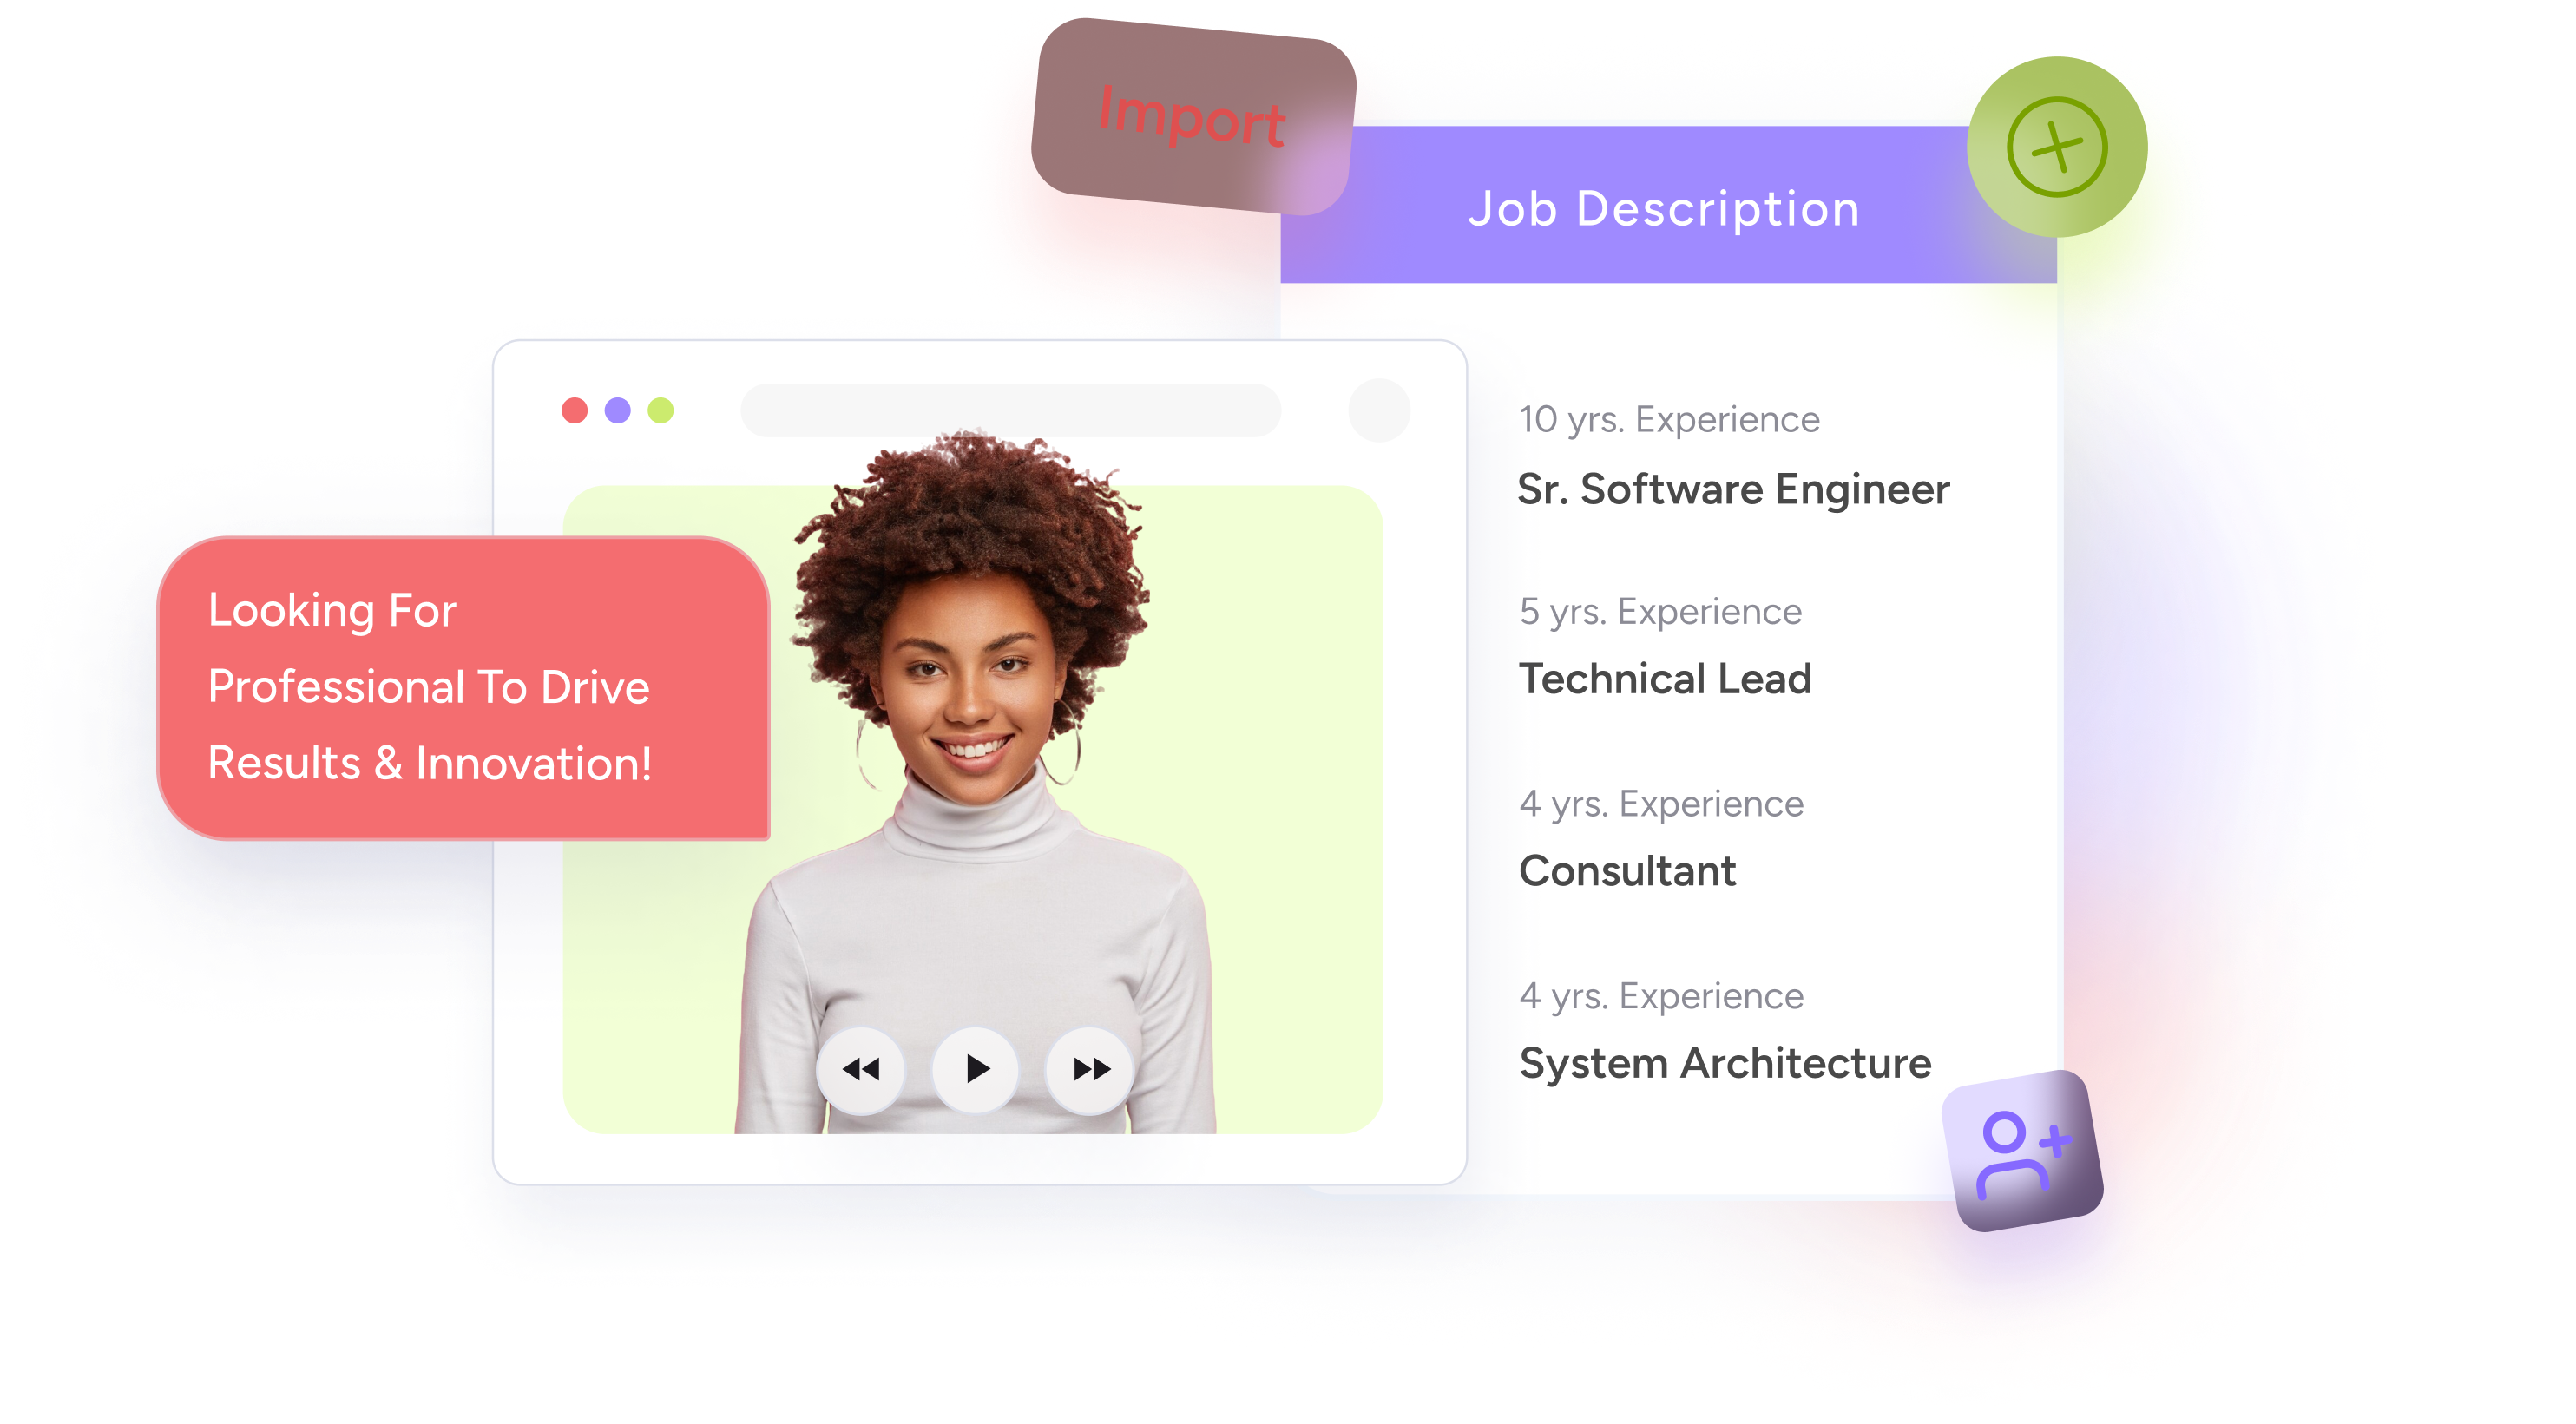 Import
Job Description
10 yrs. Experience
Sr. Software Engineer
5 yrs. Experience
Technical Lead
4 yrs. Experience
Consultant
4 yrs. Experience
System Architecture
Looking For
Professional To Drive
Results & Innovation!